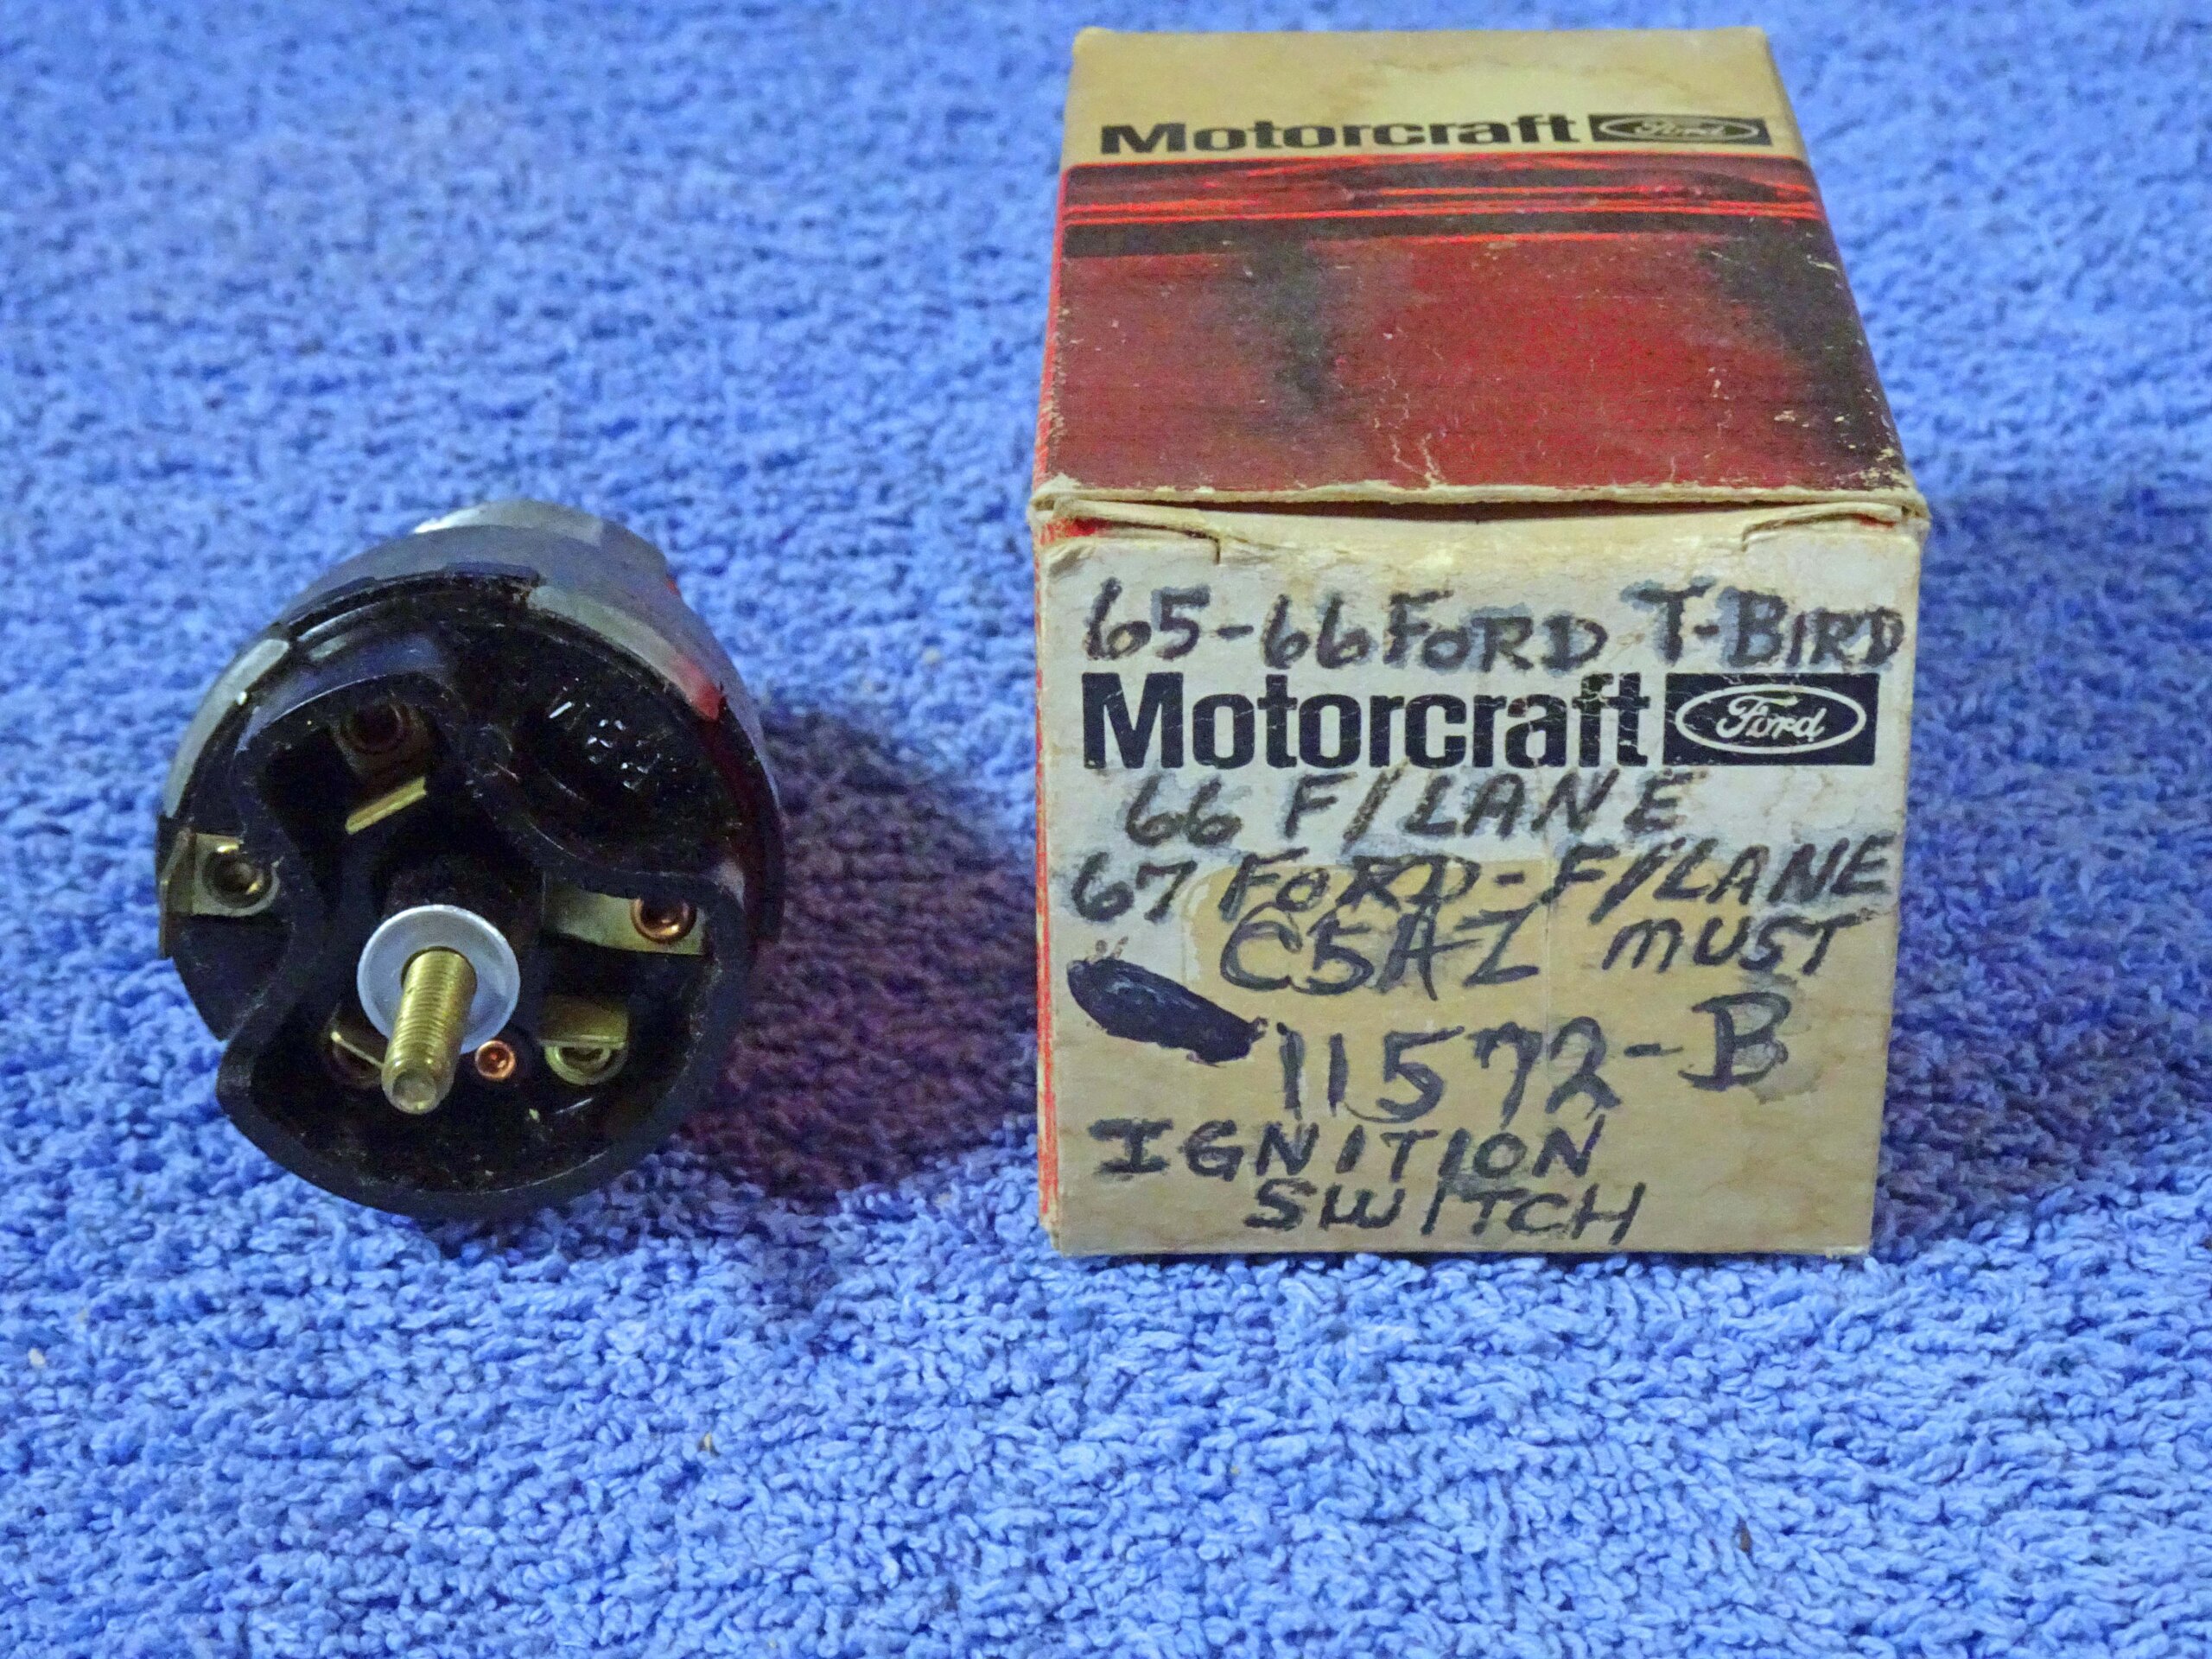 Motorcraft Ford
65-66 FORD T-BIRD
Motorcraft Ford
66 F/LANE
67 FORD-F/LANE
C5AZ MUST
11572-B
IGNITION
SWITCH